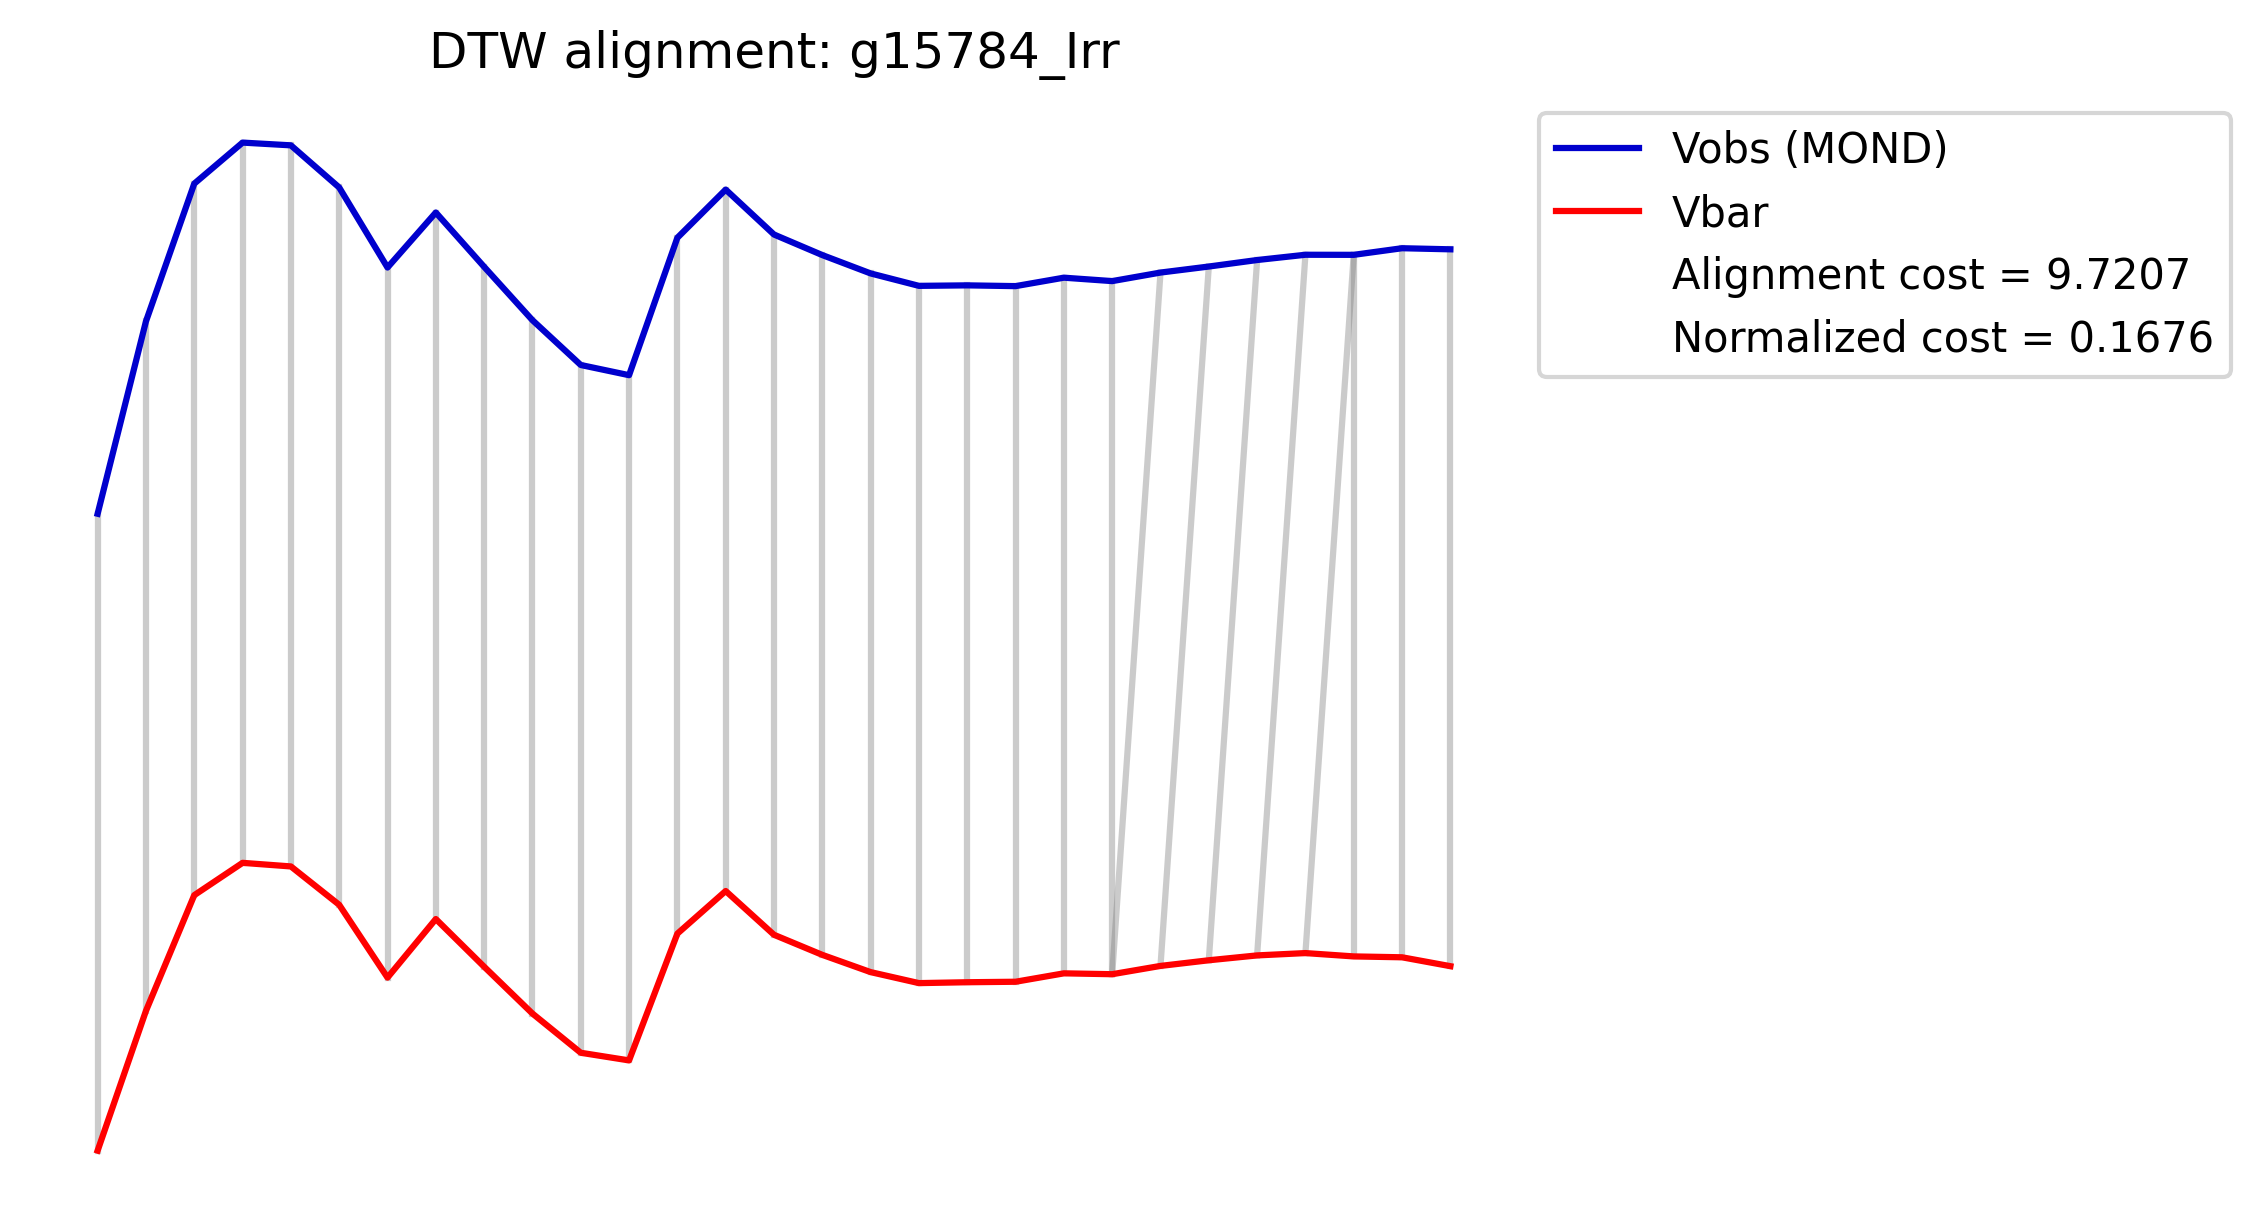 DTW alignment: g15784_Irr
Vobs (MOND)
Vbar
Alignment cost = 9.7207
Normalized cost = 0.1676